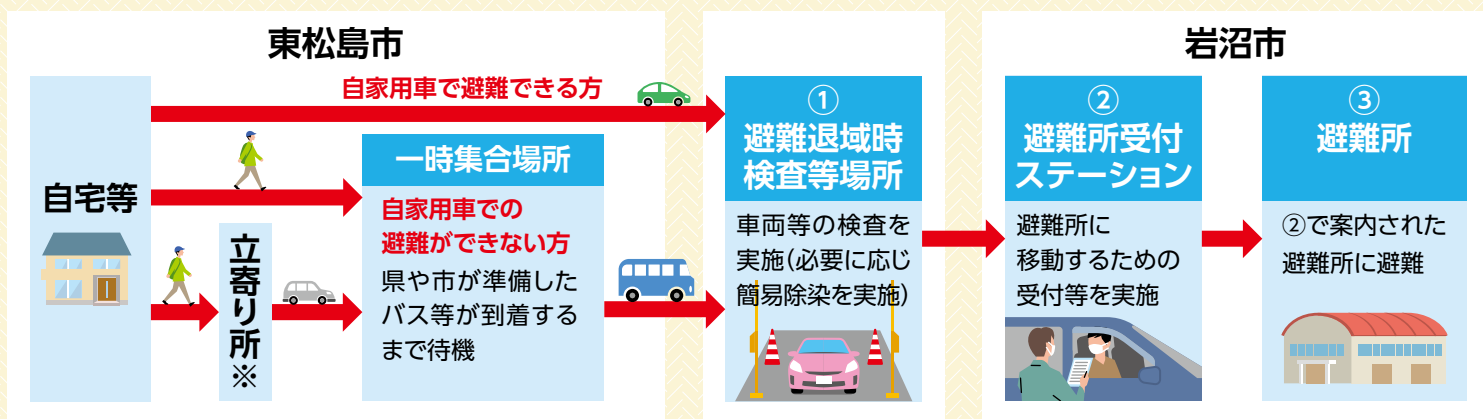 東松島市
自宅等
自家用車で避難できる方
一時集合場所
自家用車での
避難ができない方
県や市が準備した
バス等が到着する
まで待機
立寄り所※
①
避難退域時
検査等場所
車両等の検査を
実施(必要に応じ
簡易除染を実施)
岩沼市
②
避難所受付
ステーション
避難所に
移動するための
受付等を実施
③
避難所
②で案内された
避難所に避難